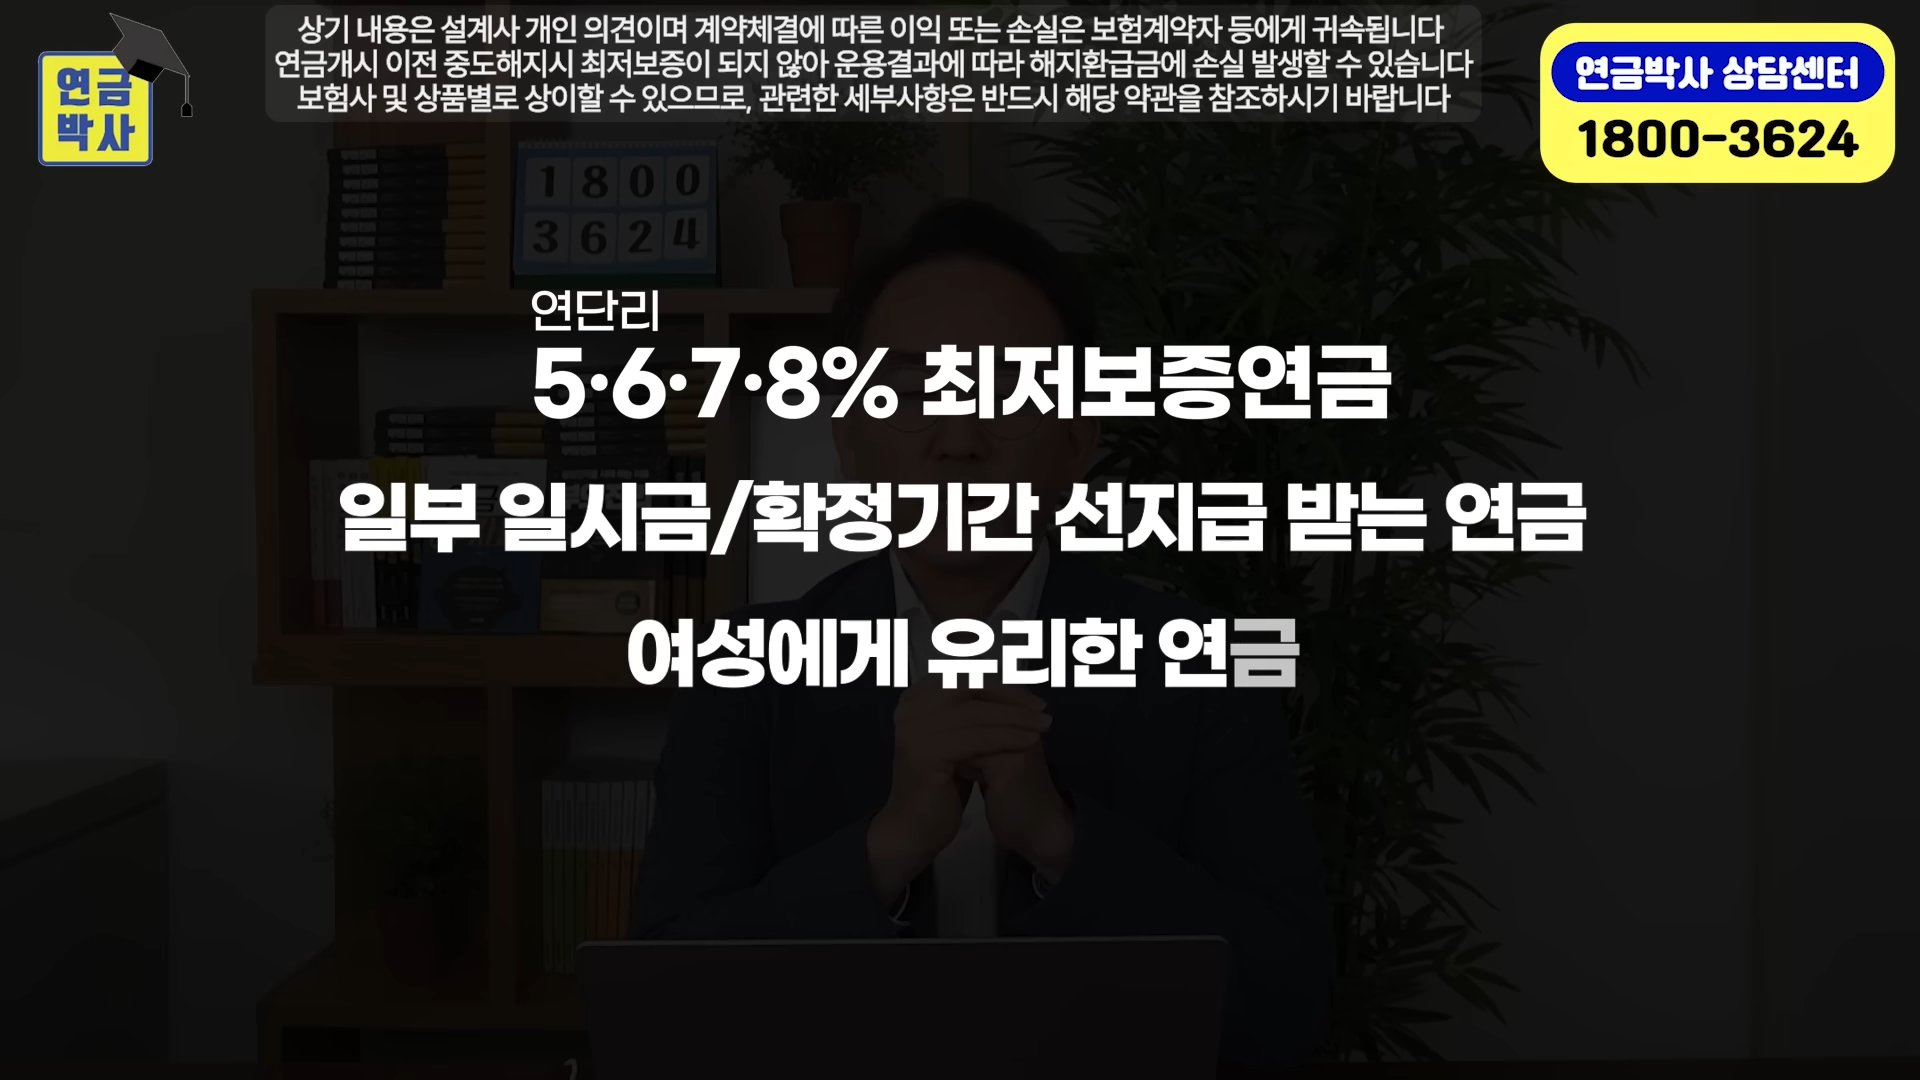 상기 내용은 설계사 개인 의견이며 계약체결에 따른 이익 또는 손실은 보험계약자 등에게 귀속됩니다
연금개시 이전 중도해지시 최저보증이 되지 않아 운용결과에 따라 해지환급금에 손실 발생할 수 있습니다
보험사 및 상품별로 상이할 수 있으므로, 관련한 세부사항은 반드시 해당 약관을 참조하시기 바랍니다
연금
박사
연금박사 상담센터
1800-3624
1 8 0 0
3 6 2 4
연단리
5·6·7·8% 최저보증연금
일부 일시금/확정기간 선지급 받는 연금
여성에게 유리한 연금